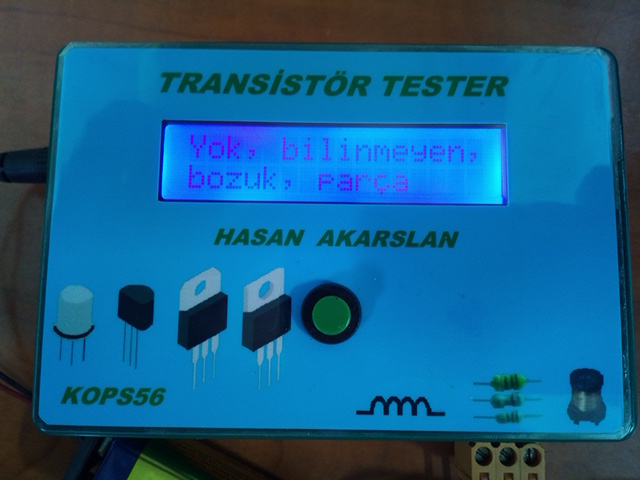 TRANSİSTÖR TESTER
Yok, bilinmeyen,
bozuk, parça
HASAN AKARSLAN
KOPS56